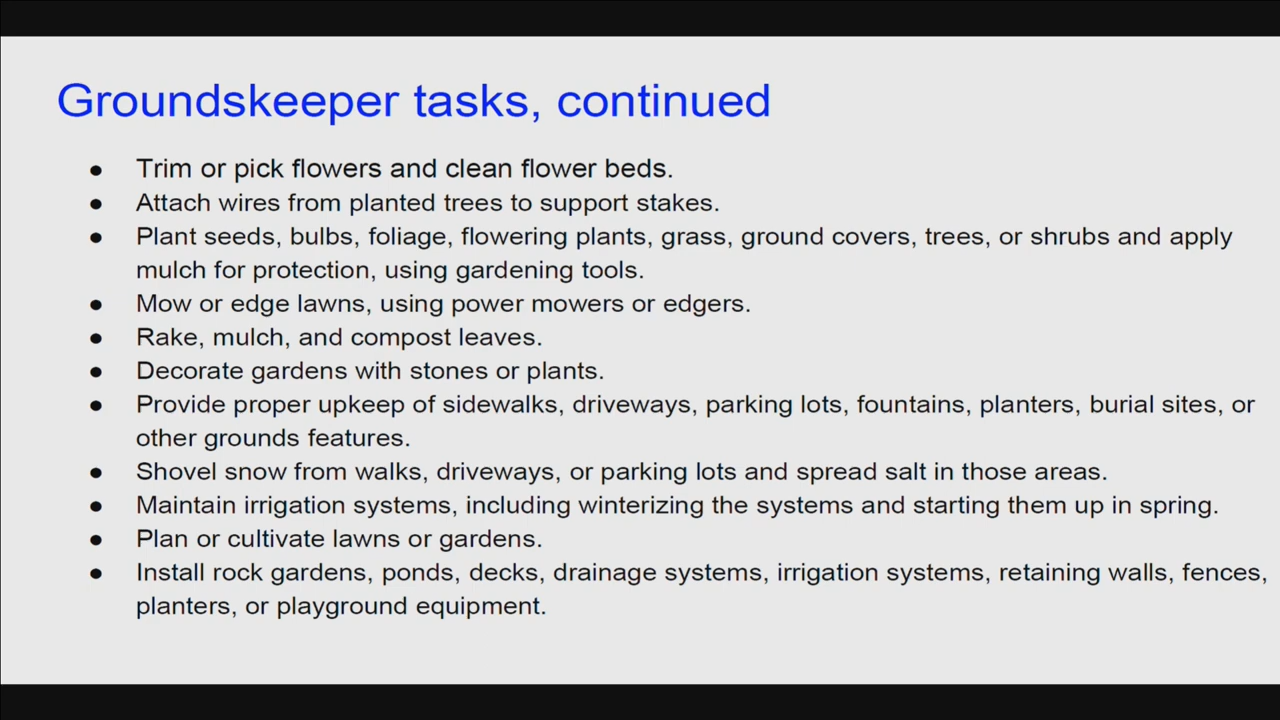 Groundskeeper tasks, continued
● Trim or pick flowers and clean flower beds.
● Attach wires from planted trees to support stakes.
● Plant seeds, bulbs, foliage, flowering plants, grass, ground covers, trees, or shrubs and apply
mulch for protection, using gardening tools.
● Mow or edge lawns, using power mowers or edgers.
● Rake, mulch, and compost leaves.
● Decorate gardens with stones or plants.
● Provide proper upkeep of sidewalks, driveways, parking lots, fountains, planters, burial sites, or
other grounds features.
● Shovel snow from walks, driveways, or parking lots and spread salt in those areas.
● Maintain irrigation systems, including winterizing the systems and starting them up in spring.
● Plan or cultivate lawns or gardens.
● Install rock gardens, ponds, decks, drainage systems, irrigation systems, retaining walls, fences,
planters, or playground equipment.